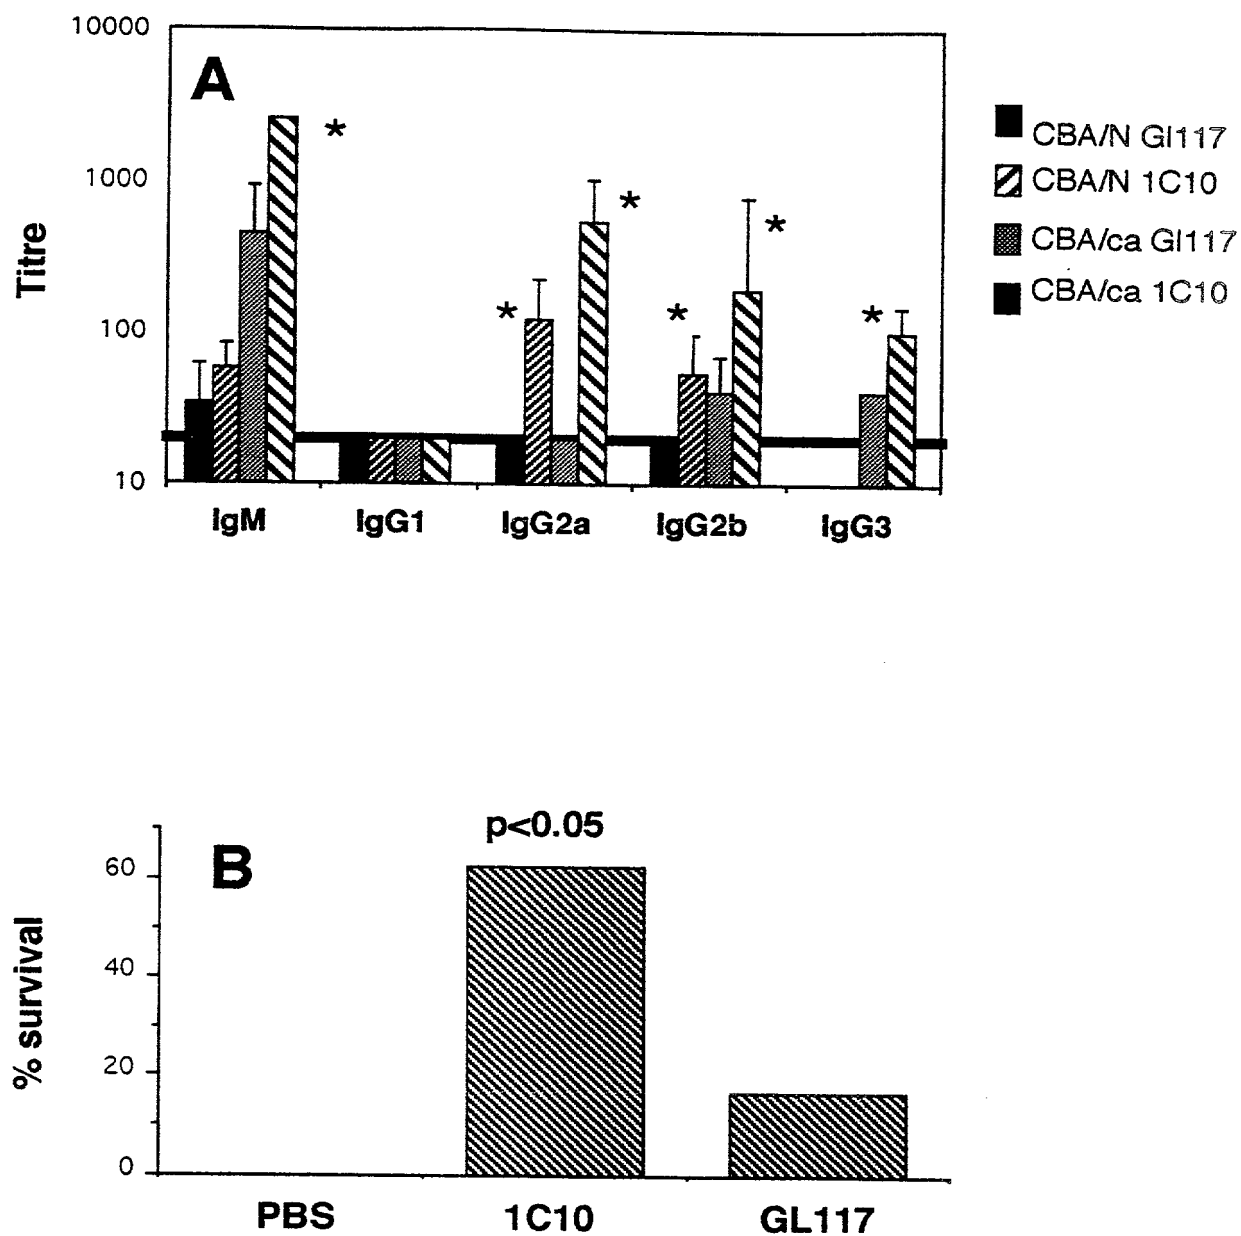 10000
A
1000
100
10
Titre
*
*
*
*
*
*
IgM
IgG1
IgG2a
IgG2b
IgG3
CBA/N Gl117
CBA/N 1C10
CBA/ca Gl117
CBA/ca 1C10
p<0.05
B
60
40
20
0
% survival
PBS
1C10
GL117